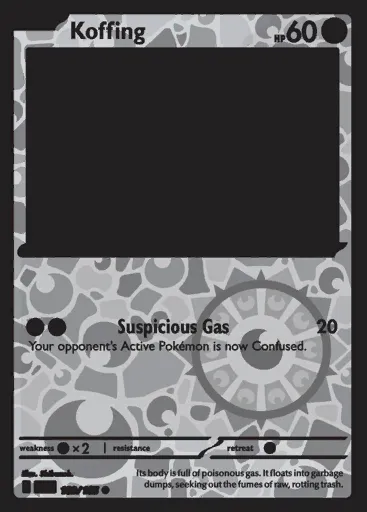 Koffing
HP60
Suspicious Gas 20
Your opponent's Active Pokémon is now Confused.
weakness ×2 | resistance retreat
Its body is full of poisonous gas. It floats into garbage
dumps, seeking out the fumes of raw, rotting trash.